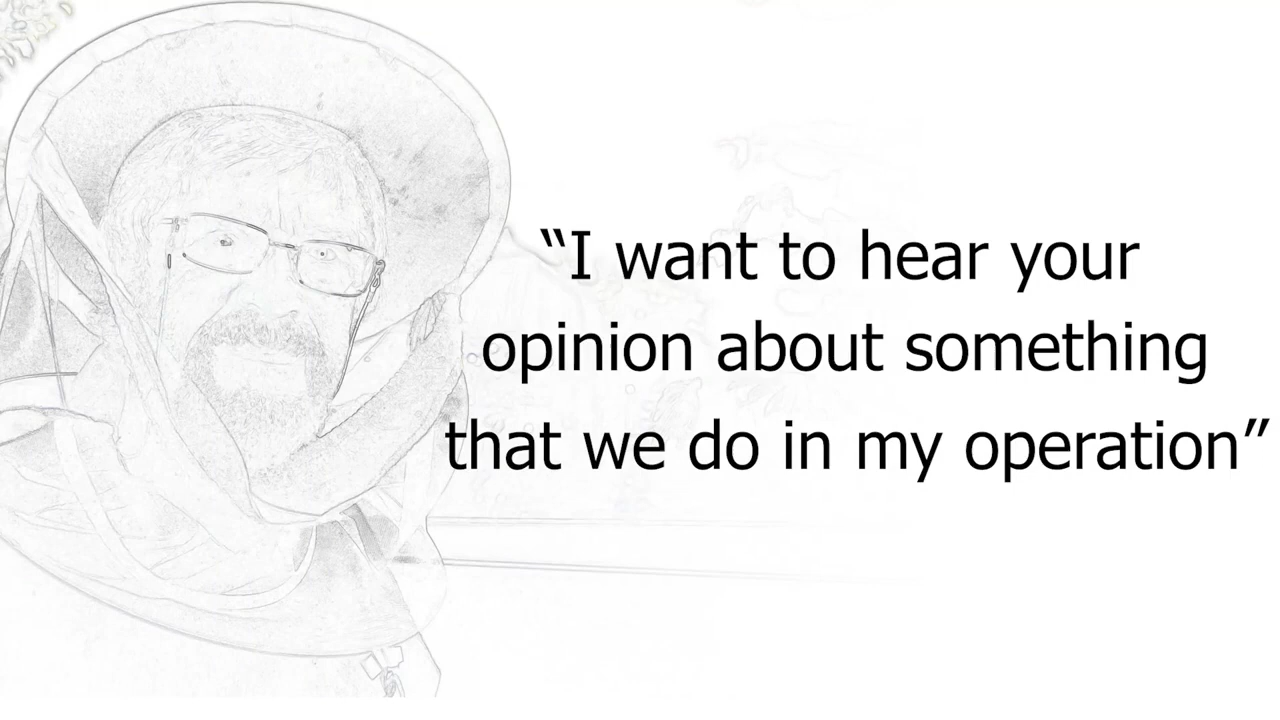 “I want to hear your
opinion about something
that we do in my operation”